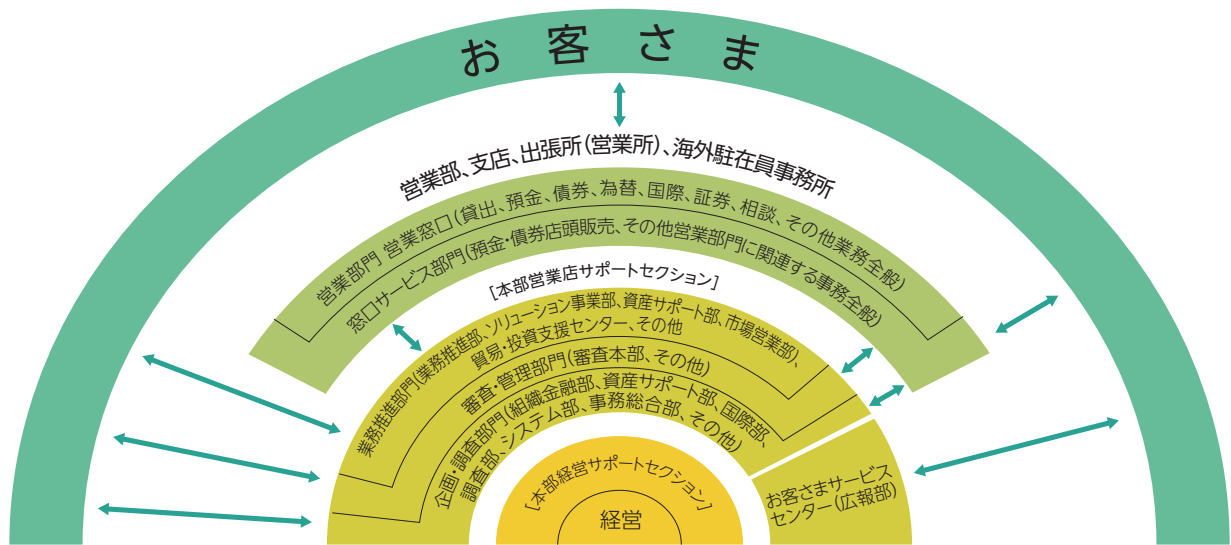 お客さま
営業部、支店、出張所(営業所)、海外駐在員事務所
営業部門 営業窓口(貸出、預金、債券、為替、国際、証券、相談、その他業務全般)
窓口サービス部門(預金・債券店頭販売、その他営業部門に関連する事務全般)
[本部営業店サポートセクション]
業務推進部門(業務推進部、ソリューション事業部、資産サポート部、市場営業部)、
貿易・投資支援センター、その他
審査・管理部門(審査本部、その他)
企画・調査部門(組織金融部、資産サポート部、国際部、
調査部、システム部、事務総合部、その他)
お客さまサービス
センター(広報部)
[本部経営サポートセクション]
経営